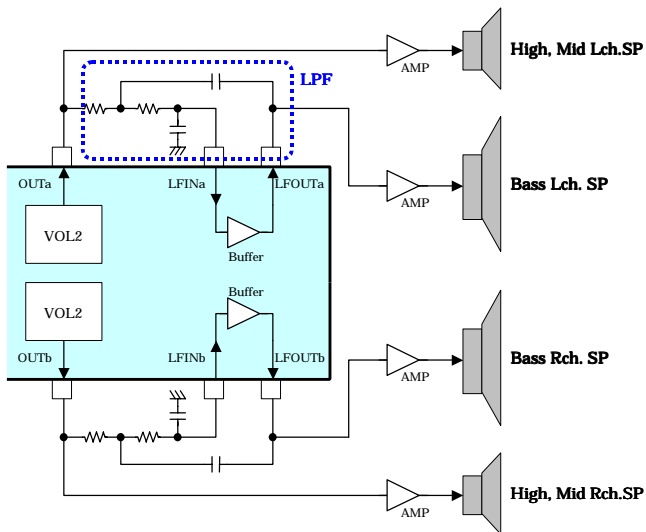 High, Mid Lch.SP
AMP
LPF
OUTa
LFINa
LFOUTa
AMP
Bass Lch. SP
VOL2
Buffer
VOL2
Buffer
OUTb
LFINb
LFOUTb
AMP
Bass Rch. SP
AMP
High, Mid Rch.SP